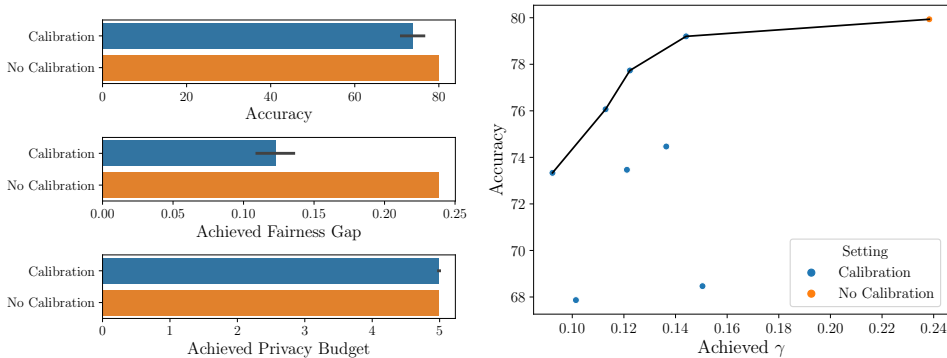 Calibration
No Calibration
0 20 40 60 80
Accuracy
Calibration
No Calibration
0.00 0.05 0.10 0.15 0.20 0.25
Achieved Fairness Gap
Calibration
No Calibration
0 1 2 3 4 5
Achieved Privacy Budget
80
78
76
74
72
70
68
Accuracy
Setting
Calibration
No Calibration
0.10 0.12 0.14 0.16 0.18 0.20 0.22 0.24
Achieved γ